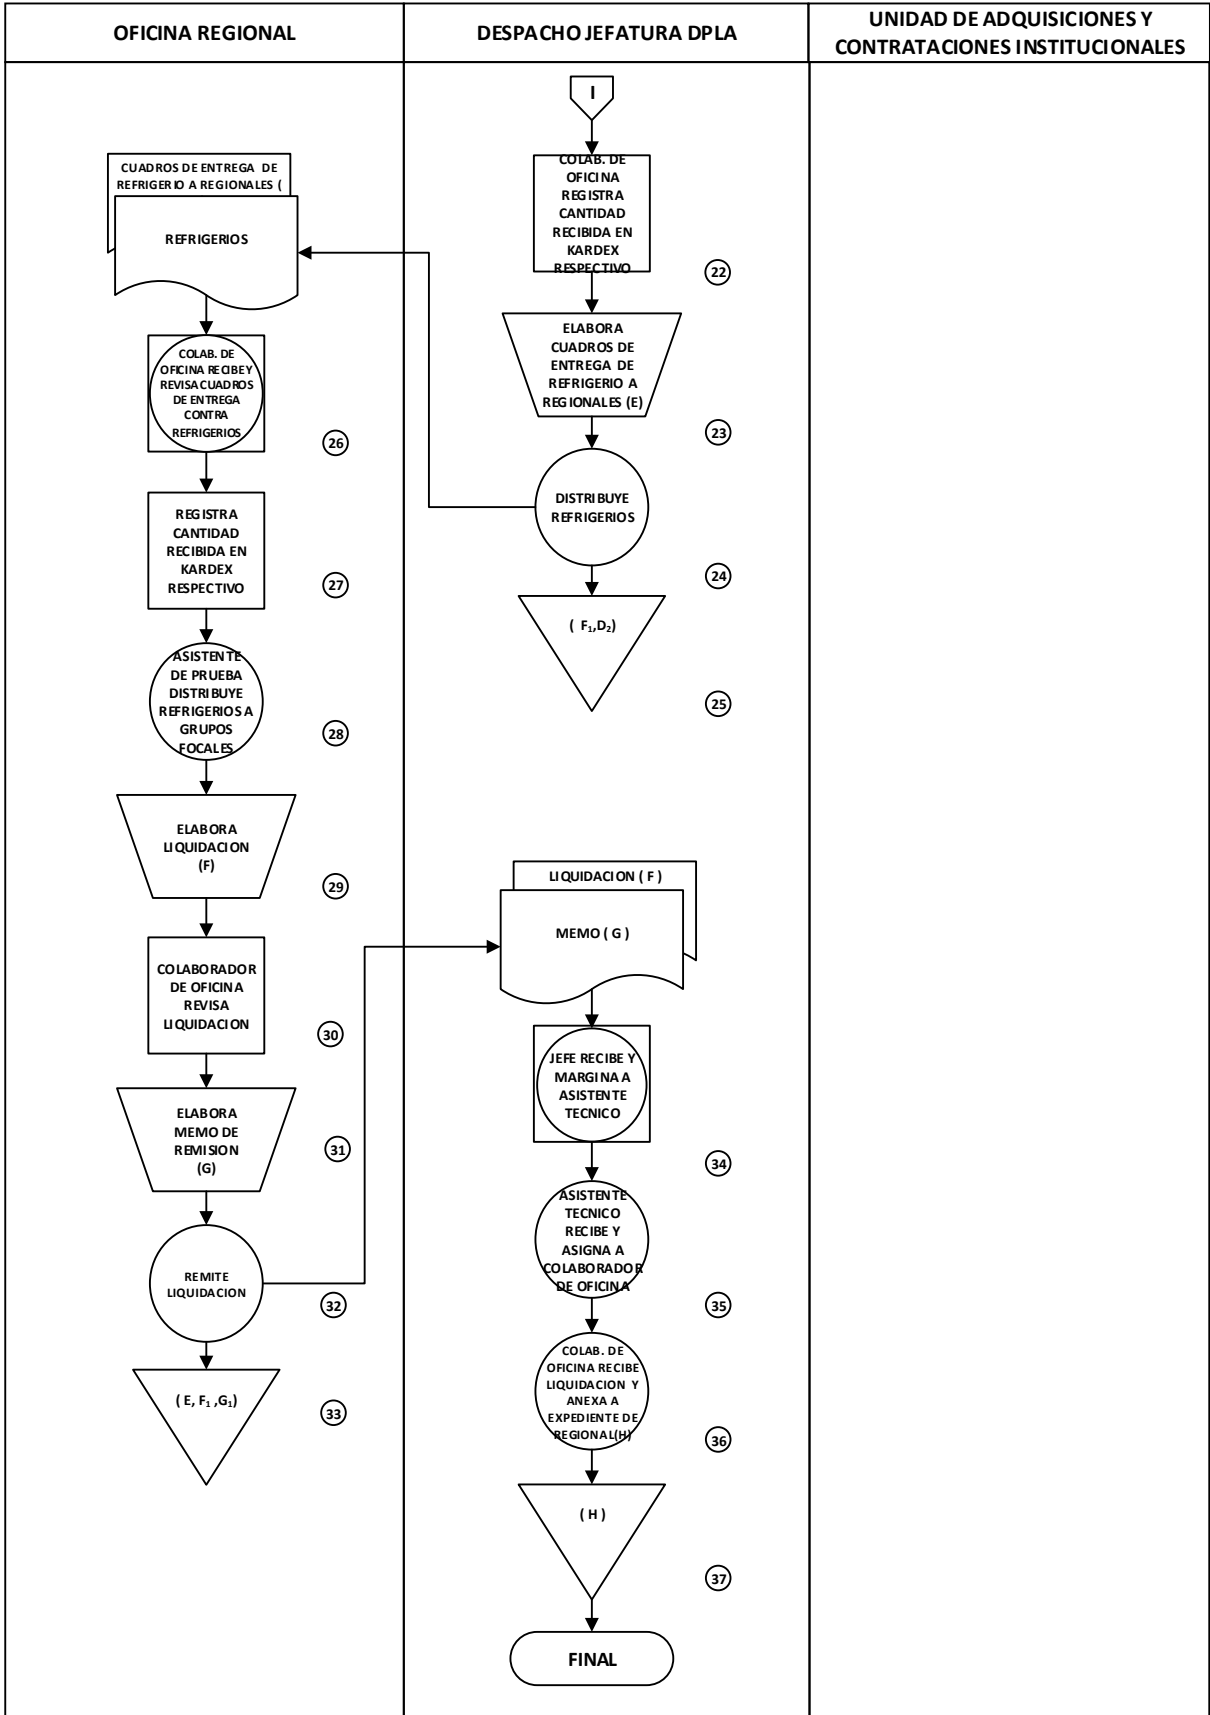 OFICINA REGIONAL
DESPACHO JEFATURA DPLA
UNIDAD DE ADQUISICIONES Y
CONTRATACIONES INSTITUCIONALES
I
COLAB. DE
OFICINA
REGISTRA
CANTIDAD
RECIBIDA EN
KARDEX
RESPECTIVO
22
ELABORA
CUADROS DE
ENTREGA DE
REFRIGERIO A
REGIONALES (E)
23
DISTRIBUYE
REFRIGERIOS
24
( F₁,D₂)
25
CUADROS DE ENTREGA DE
REFRIGERIO A REGIONALES (
REFRIGERIOS
COLAB. DE
OFICINA RECIBE Y
REVISA CUADROS
DE ENTREGA
CONTRA
REFRIGERIOS
26
REGISTRA
CANTIDAD
RECIBIDA EN
KARDEX
RESPECTIVO
27
ASISTENTE
DE PRUEBA
DISTRIBUYE
REFRIGERIOS A
GRUPOS
FOCALES
28
ELABORA
LIQUIDACION
(F)
29
COLABORADOR
DE OFICINA
REVISA
LIQUIDACION
30
ELABORA
MEMO DE
REMISION
(G)
31
REMITE
LIQUIDACION
32
( E, F₁ ,G₁)
33
LIQUIDACION ( F )
MEMO ( G )
JEFE RECIBE Y
MARGINA A
ASISTENTE
TECNICO
34
ASISTENTE
TECNICO
RECIBE Y
ASIGNA A
COLABORADOR
DE OFICINA
35
COLAB. DE
OFICINA RECIBE
LIQUIDACION Y
ANEXA A
EXPEDIENTE DE
REGIONAL(H)
36
( H )
37
FINAL